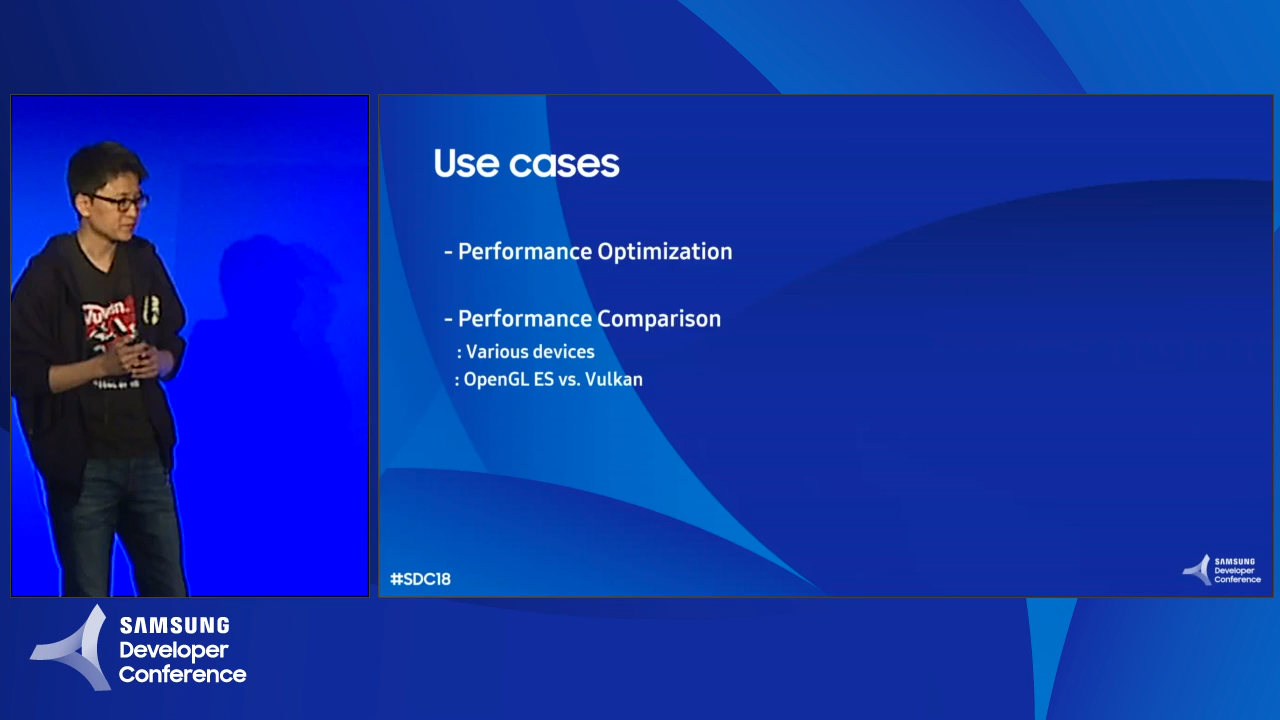 Use cases
- Performance Optimization
- Performance Comparison
: Various devices
: OpenGL ES vs. Vulkan
#SDC18
SAMSUNG
Developer
Conference
SAMSUNG
Developer
Conference